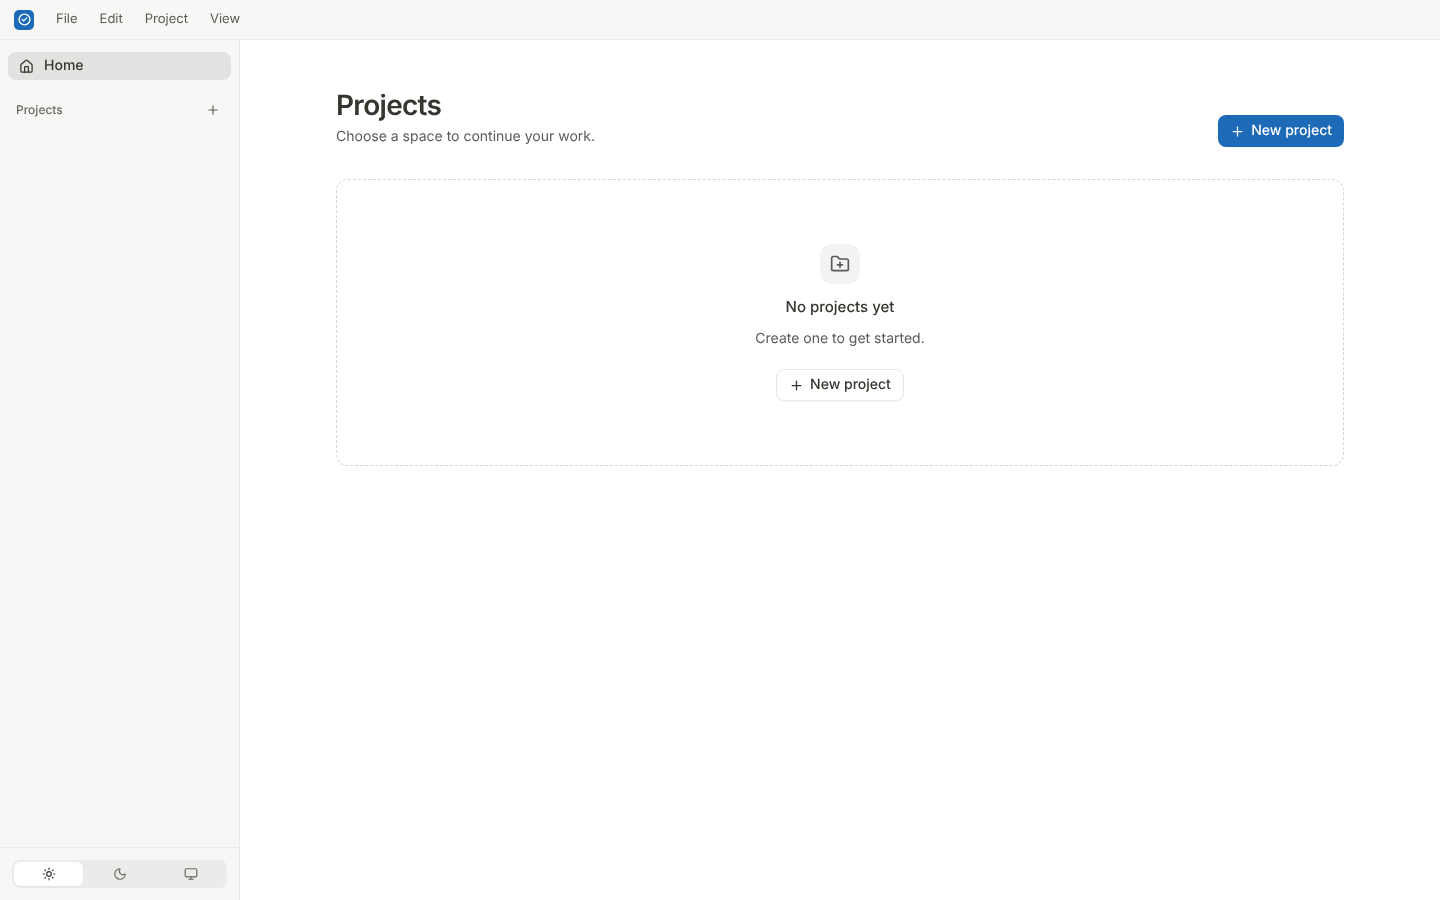 File Edit Project View
Home
Projects
Projects
Choose a space to continue your work.
New project
No projects yet
Create one to get started.
New project